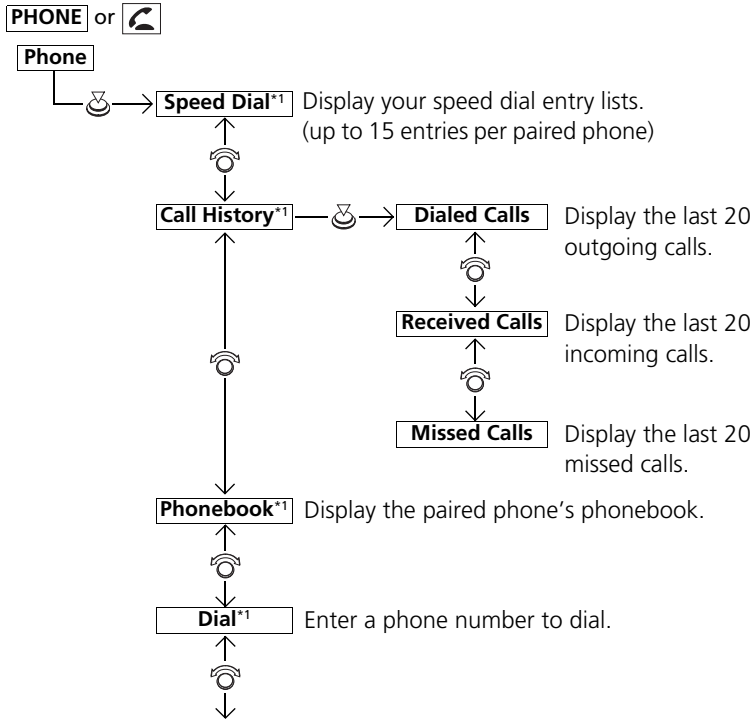 PHONE or
Phone
Speed Dial*1 Display your speed dial entry lists.
(up to 15 entries per paired phone)
Call History*1 Dialed Calls Display the last 20
outgoing calls.
Received Calls Display the last 20
incoming calls.
Missed Calls Display the last 20
missed calls.
Phonebook*1 Display the paired phone’s phonebook.
Dial*1 Enter a phone number to dial.